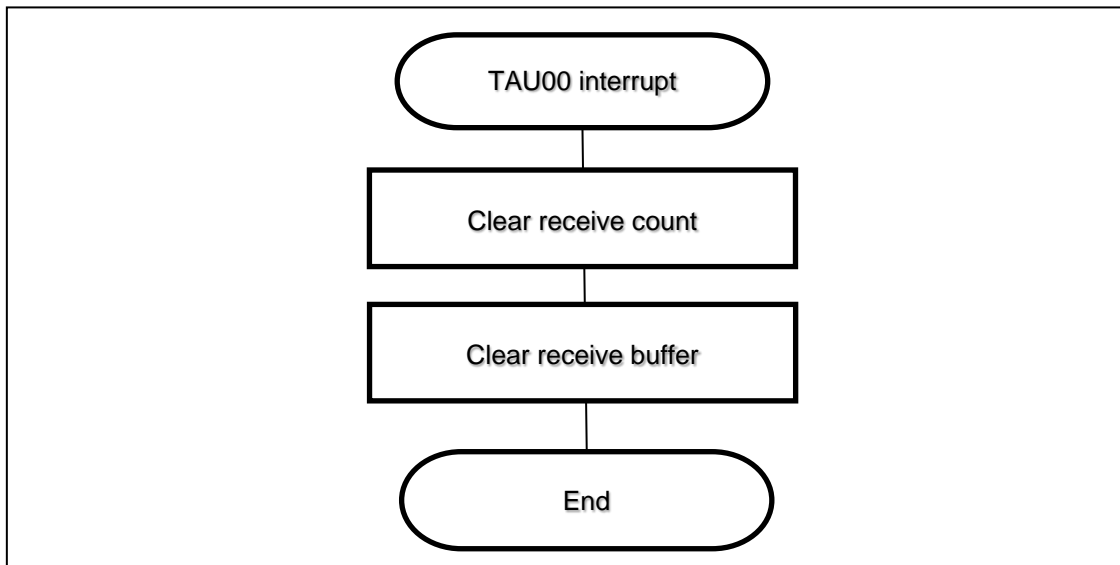 TAU00 interrupt
Clear receive count
Clear receive buffer
End